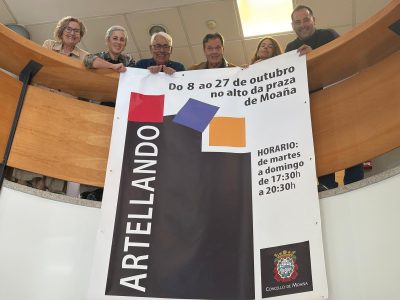 Do 8 ao 27 de outubro
no alto da praza
de Moaña
ARTELLANDO
HORARIO:
de martes
a domingo
de 17:30h
a 20:30h
CONCELLO DE MOAÑA